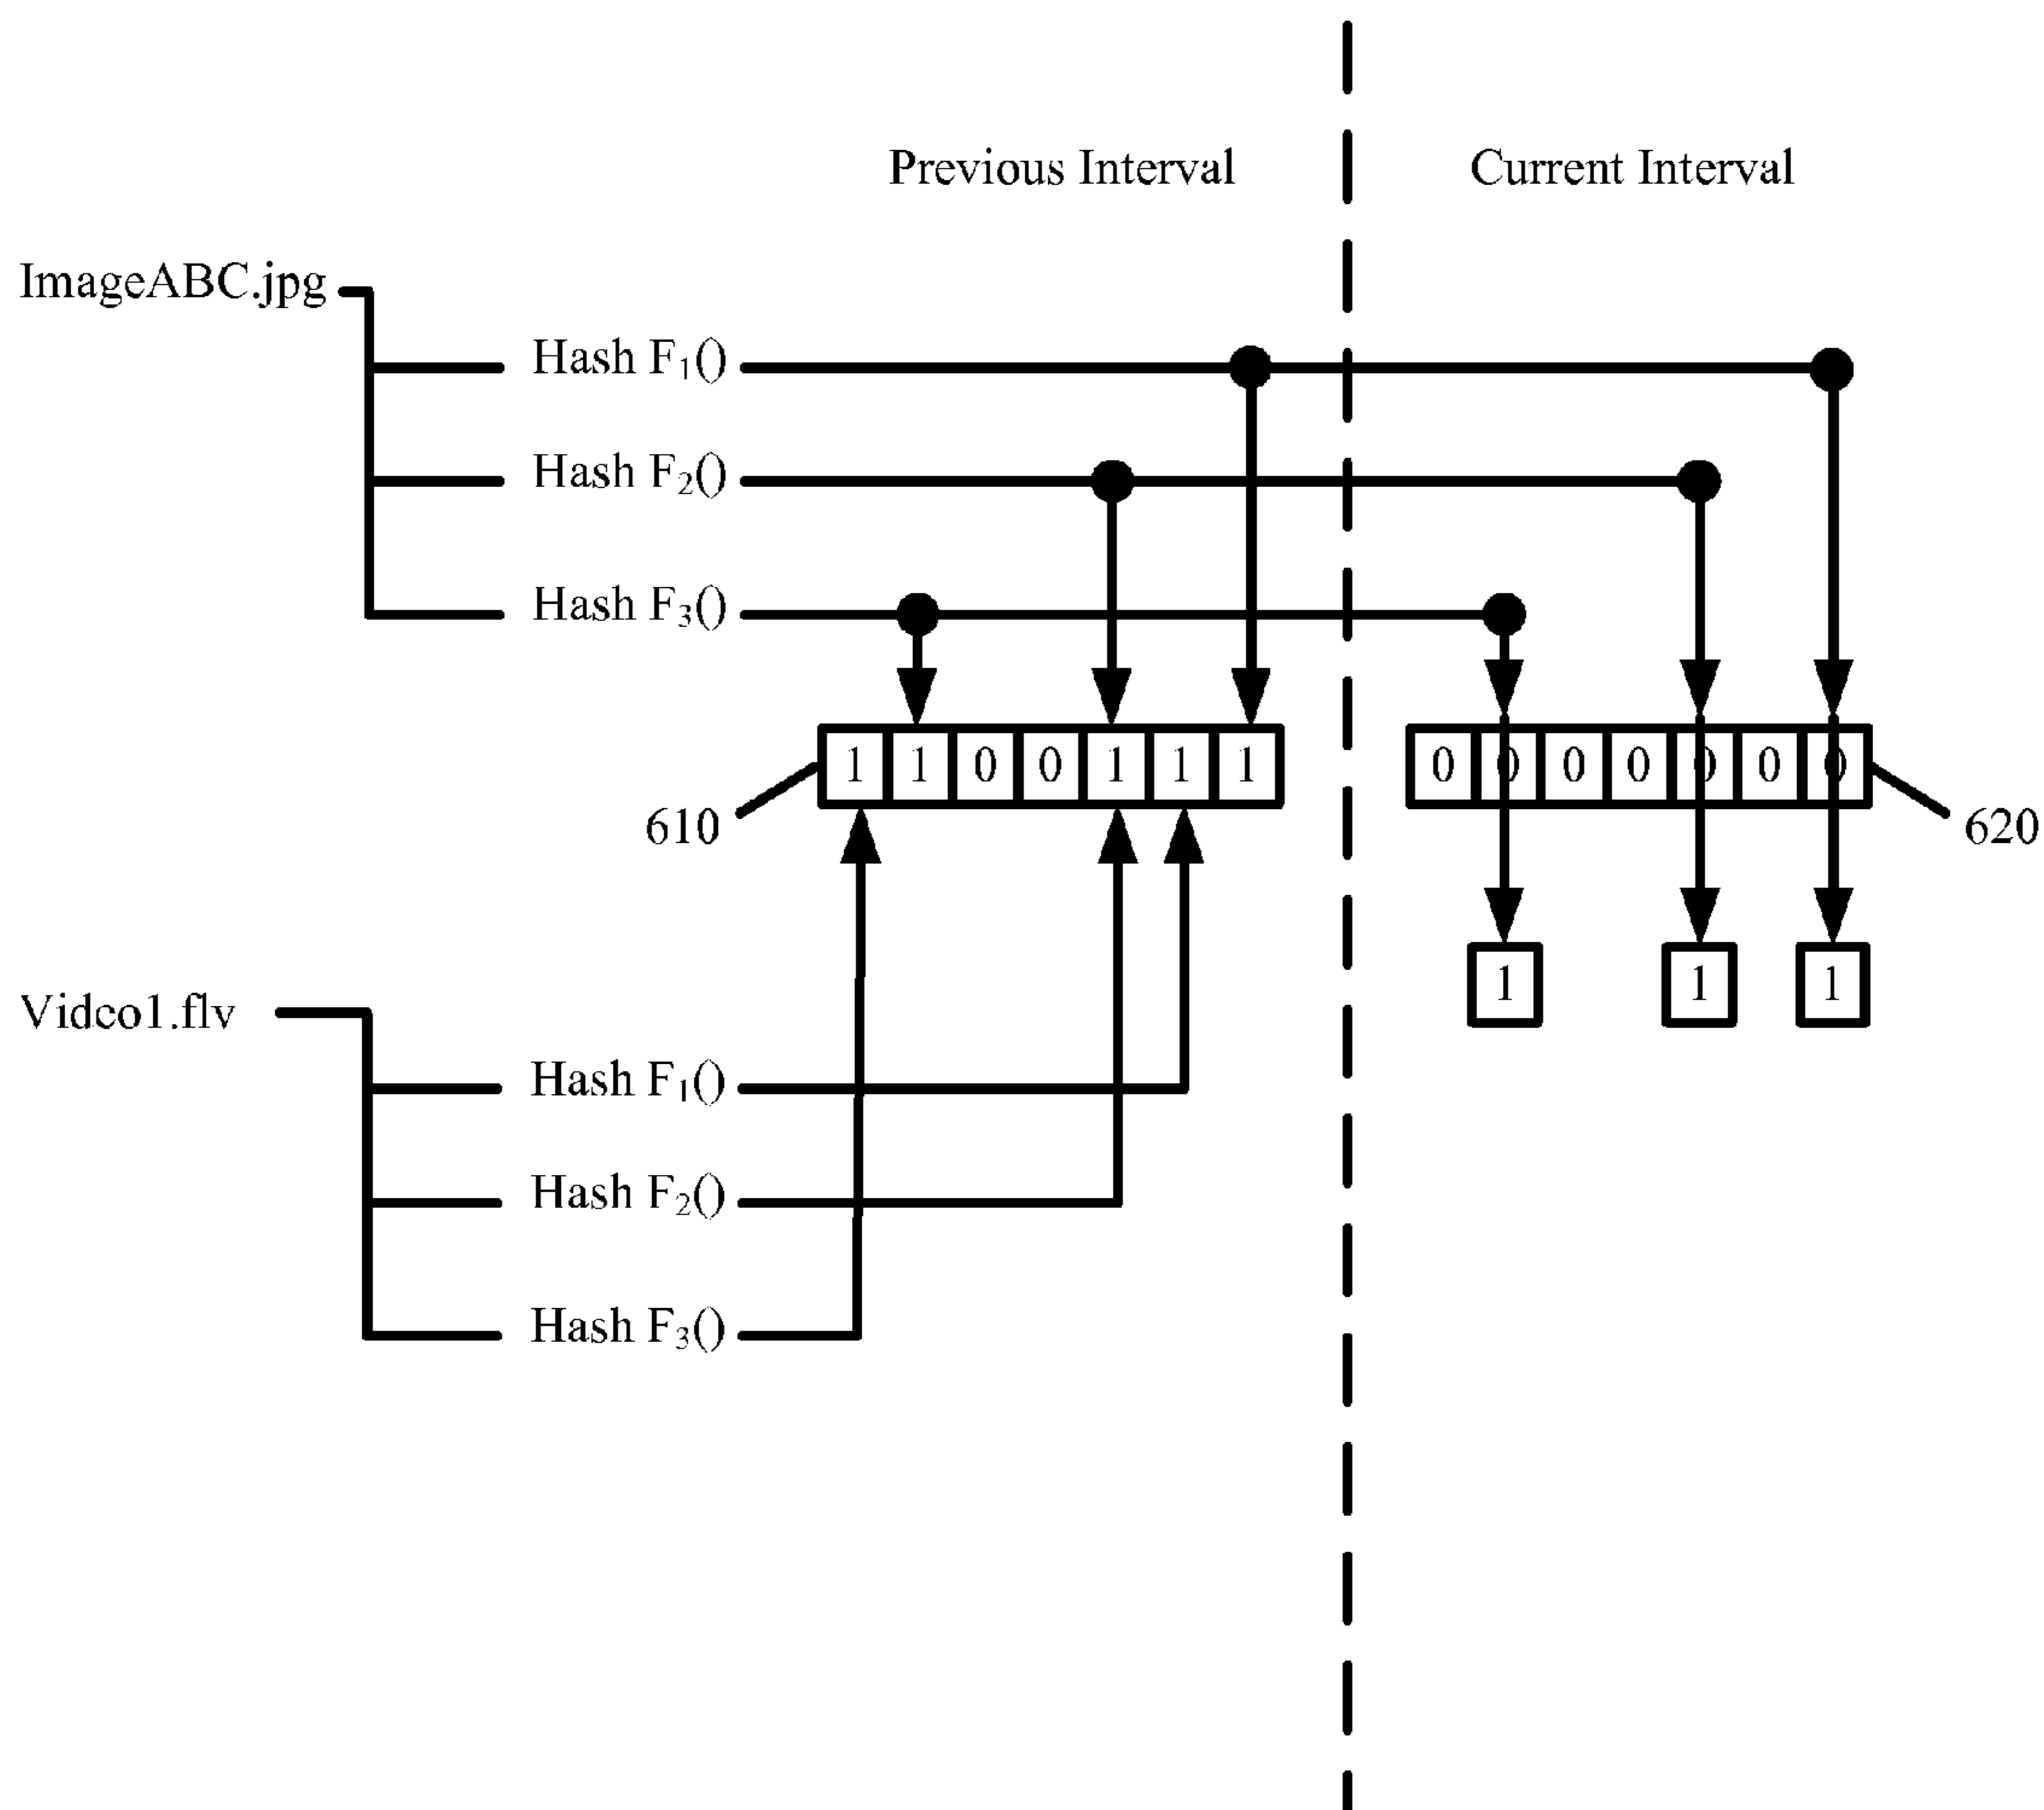 Previous Interval
Current Interval
ImageABC.jpg
Hash F₁()
Hash F₂()
Hash F₃()
1 1 0 0 1 1 1
0 0 0 0 0 0 0
610
620
1 1 1
Video1.flv
Hash F₁()
Hash F₂()
Hash F₃()